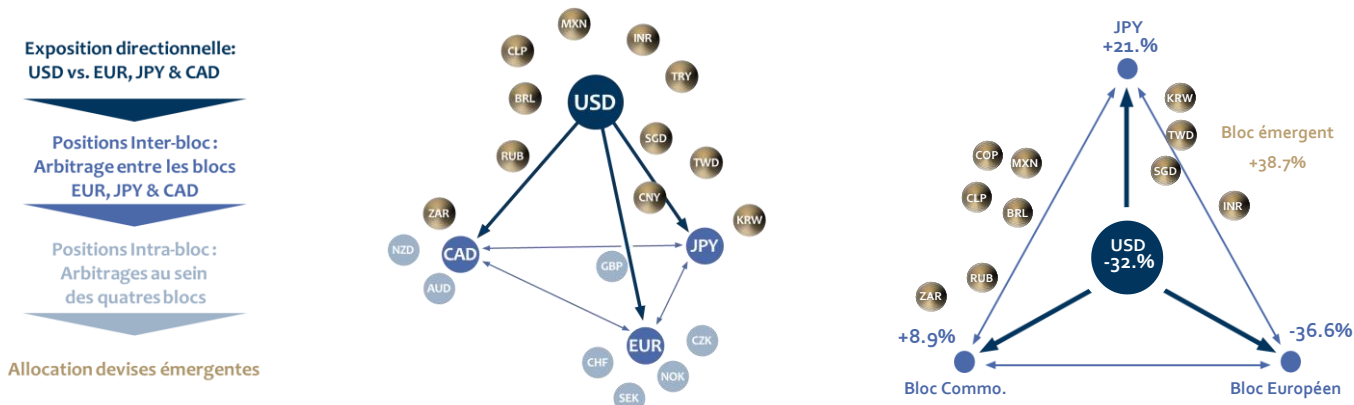 Exposition directionnelle:
USD vs. EUR, JPY & CAD
Positions Inter-bloc :
Arbitrage entre les blocs
EUR, JPY & CAD
Positions Intra-bloc :
Arbitrages au sein
des quatres blocs
Allocation devises émergentes
MXN
INR
CLP
TRY
BRL
USD
SGD
RUB
TWD
CNY
ZAR
KRW
NZD
CAD
JPY
GBP
AUD
EUR
CZK
CHF
NOK
SEK
JPY
+21.%
KRW
TWD
Bloc émergent
+38.7%
COP
MXN
SGD
CLP
BRL
INR
USD
-32.%
RUB
ZAR
+8.9%
-36.6%
Bloc Commo.
Bloc Européen